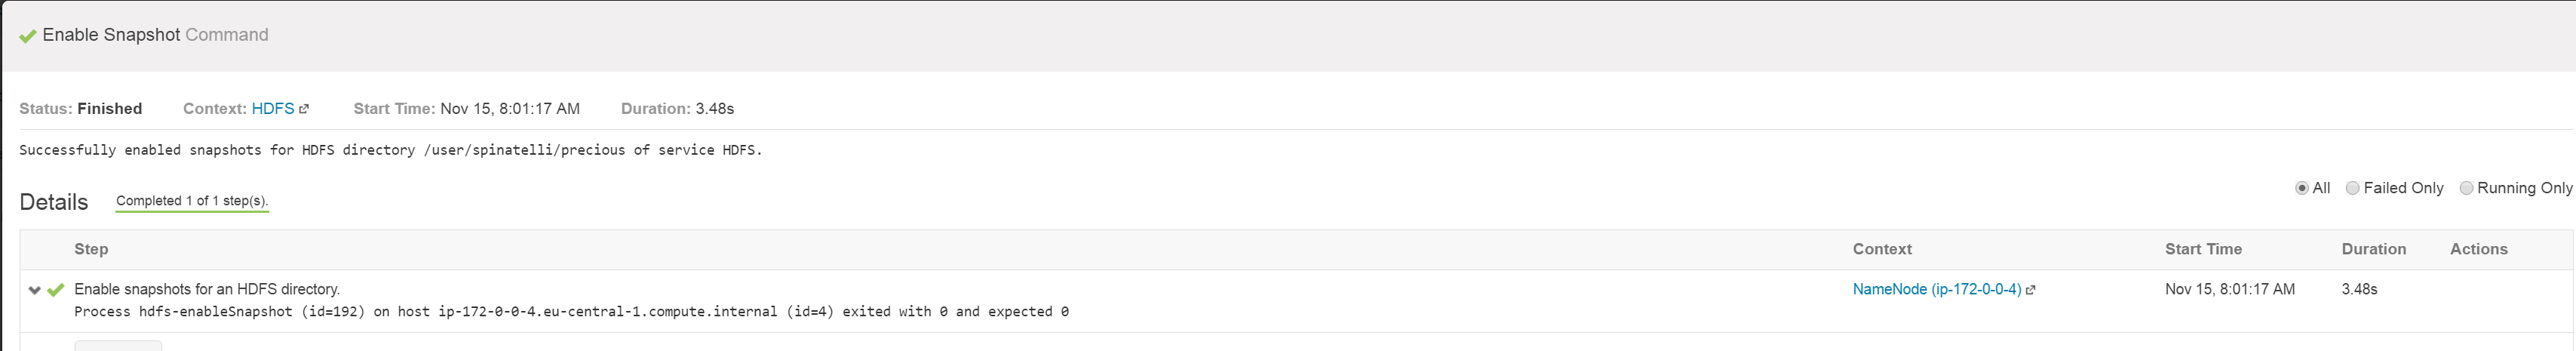 Enable Snapshot Command
Status: Finished Context: HDFS Start Time: Nov 15, 8:01:17 AM Duration: 3.48s
Successfully enabled snapshots for HDFS directory /user/spinatelli/precious of service HDFS.
Details Completed 1 of 1 step(s). All Failed Only Running Only
Step Context Start Time Duration Actions
Enable snapshots for an HDFS directory. NameNode (ip-172-0-0-4) Nov 15, 8:01:17 AM 3.48s
Process hdfs-enableSnapshot (id=192) on host ip-172-0-0-4.eu-central-1.compute.internal (id=4) exited with 0 and expected 0